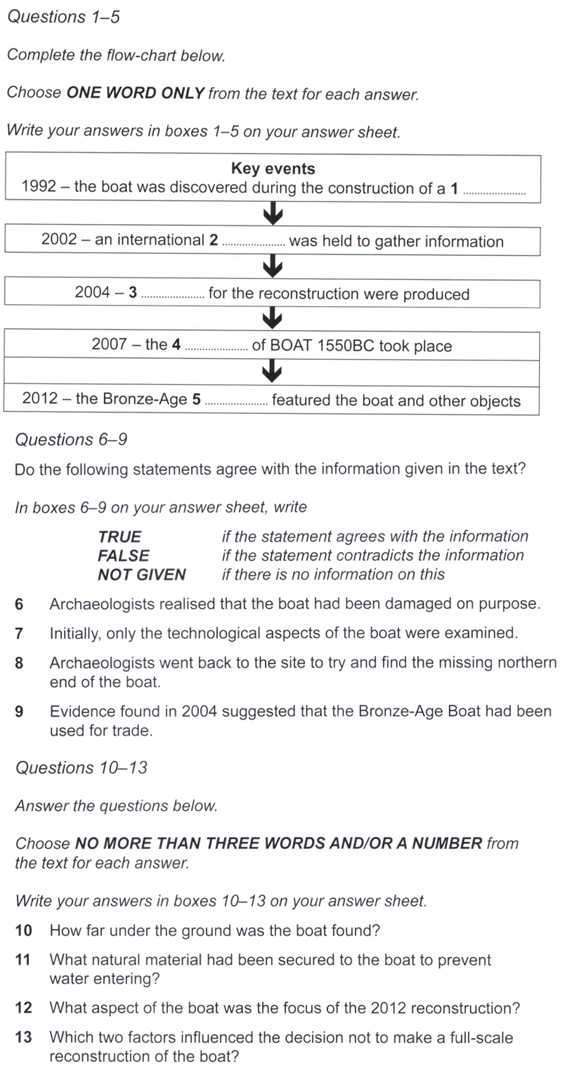 Questions 1–5
Complete the flow-chart below.
Choose ONE WORD ONLY from the text for each answer.
Write your answers in boxes 1–5 on your answer sheet.
Key events
1992 – the boat was discovered during the construction of a 1 .....................
2002 – an international 2 ..................... was held to gather information
2004 – 3 ..................... for the reconstruction were produced
2007 – the 4 ..................... of BOAT 1550BC took place
2012 – the Bronze-Age 5 ..................... featured the boat and other objects
Questions 6–9
Do the following statements agree with the information given in the text?
In boxes 6–9 on your answer sheet, write
TRUE if the statement agrees with the information
FALSE if the statement contradicts the information
NOT GIVEN if there is no information on this
6 Archaeologists realised that the boat had been damaged on purpose.
7 Initially, only the technological aspects of the boat were examined.
8 Archaeologists went back to the site to try and find the missing northern
end of the boat.
9 Evidence found in 2004 suggested that the Bronze-Age Boat had been
used for trade.
Questions 10–13
Answer the questions below.
Choose NO MORE THAN THREE WORDS AND/OR A NUMBER from
the text for each answer.
Write your answers in boxes 10–13 on your answer sheet.
10 How far under the ground was the boat found?
11 What natural material had been secured to the boat to prevent
water entering?
12 What aspect of the boat was the focus of the 2012 reconstruction?
13 Which two factors influenced the decision not to make a full-scale
reconstruction of the boat?